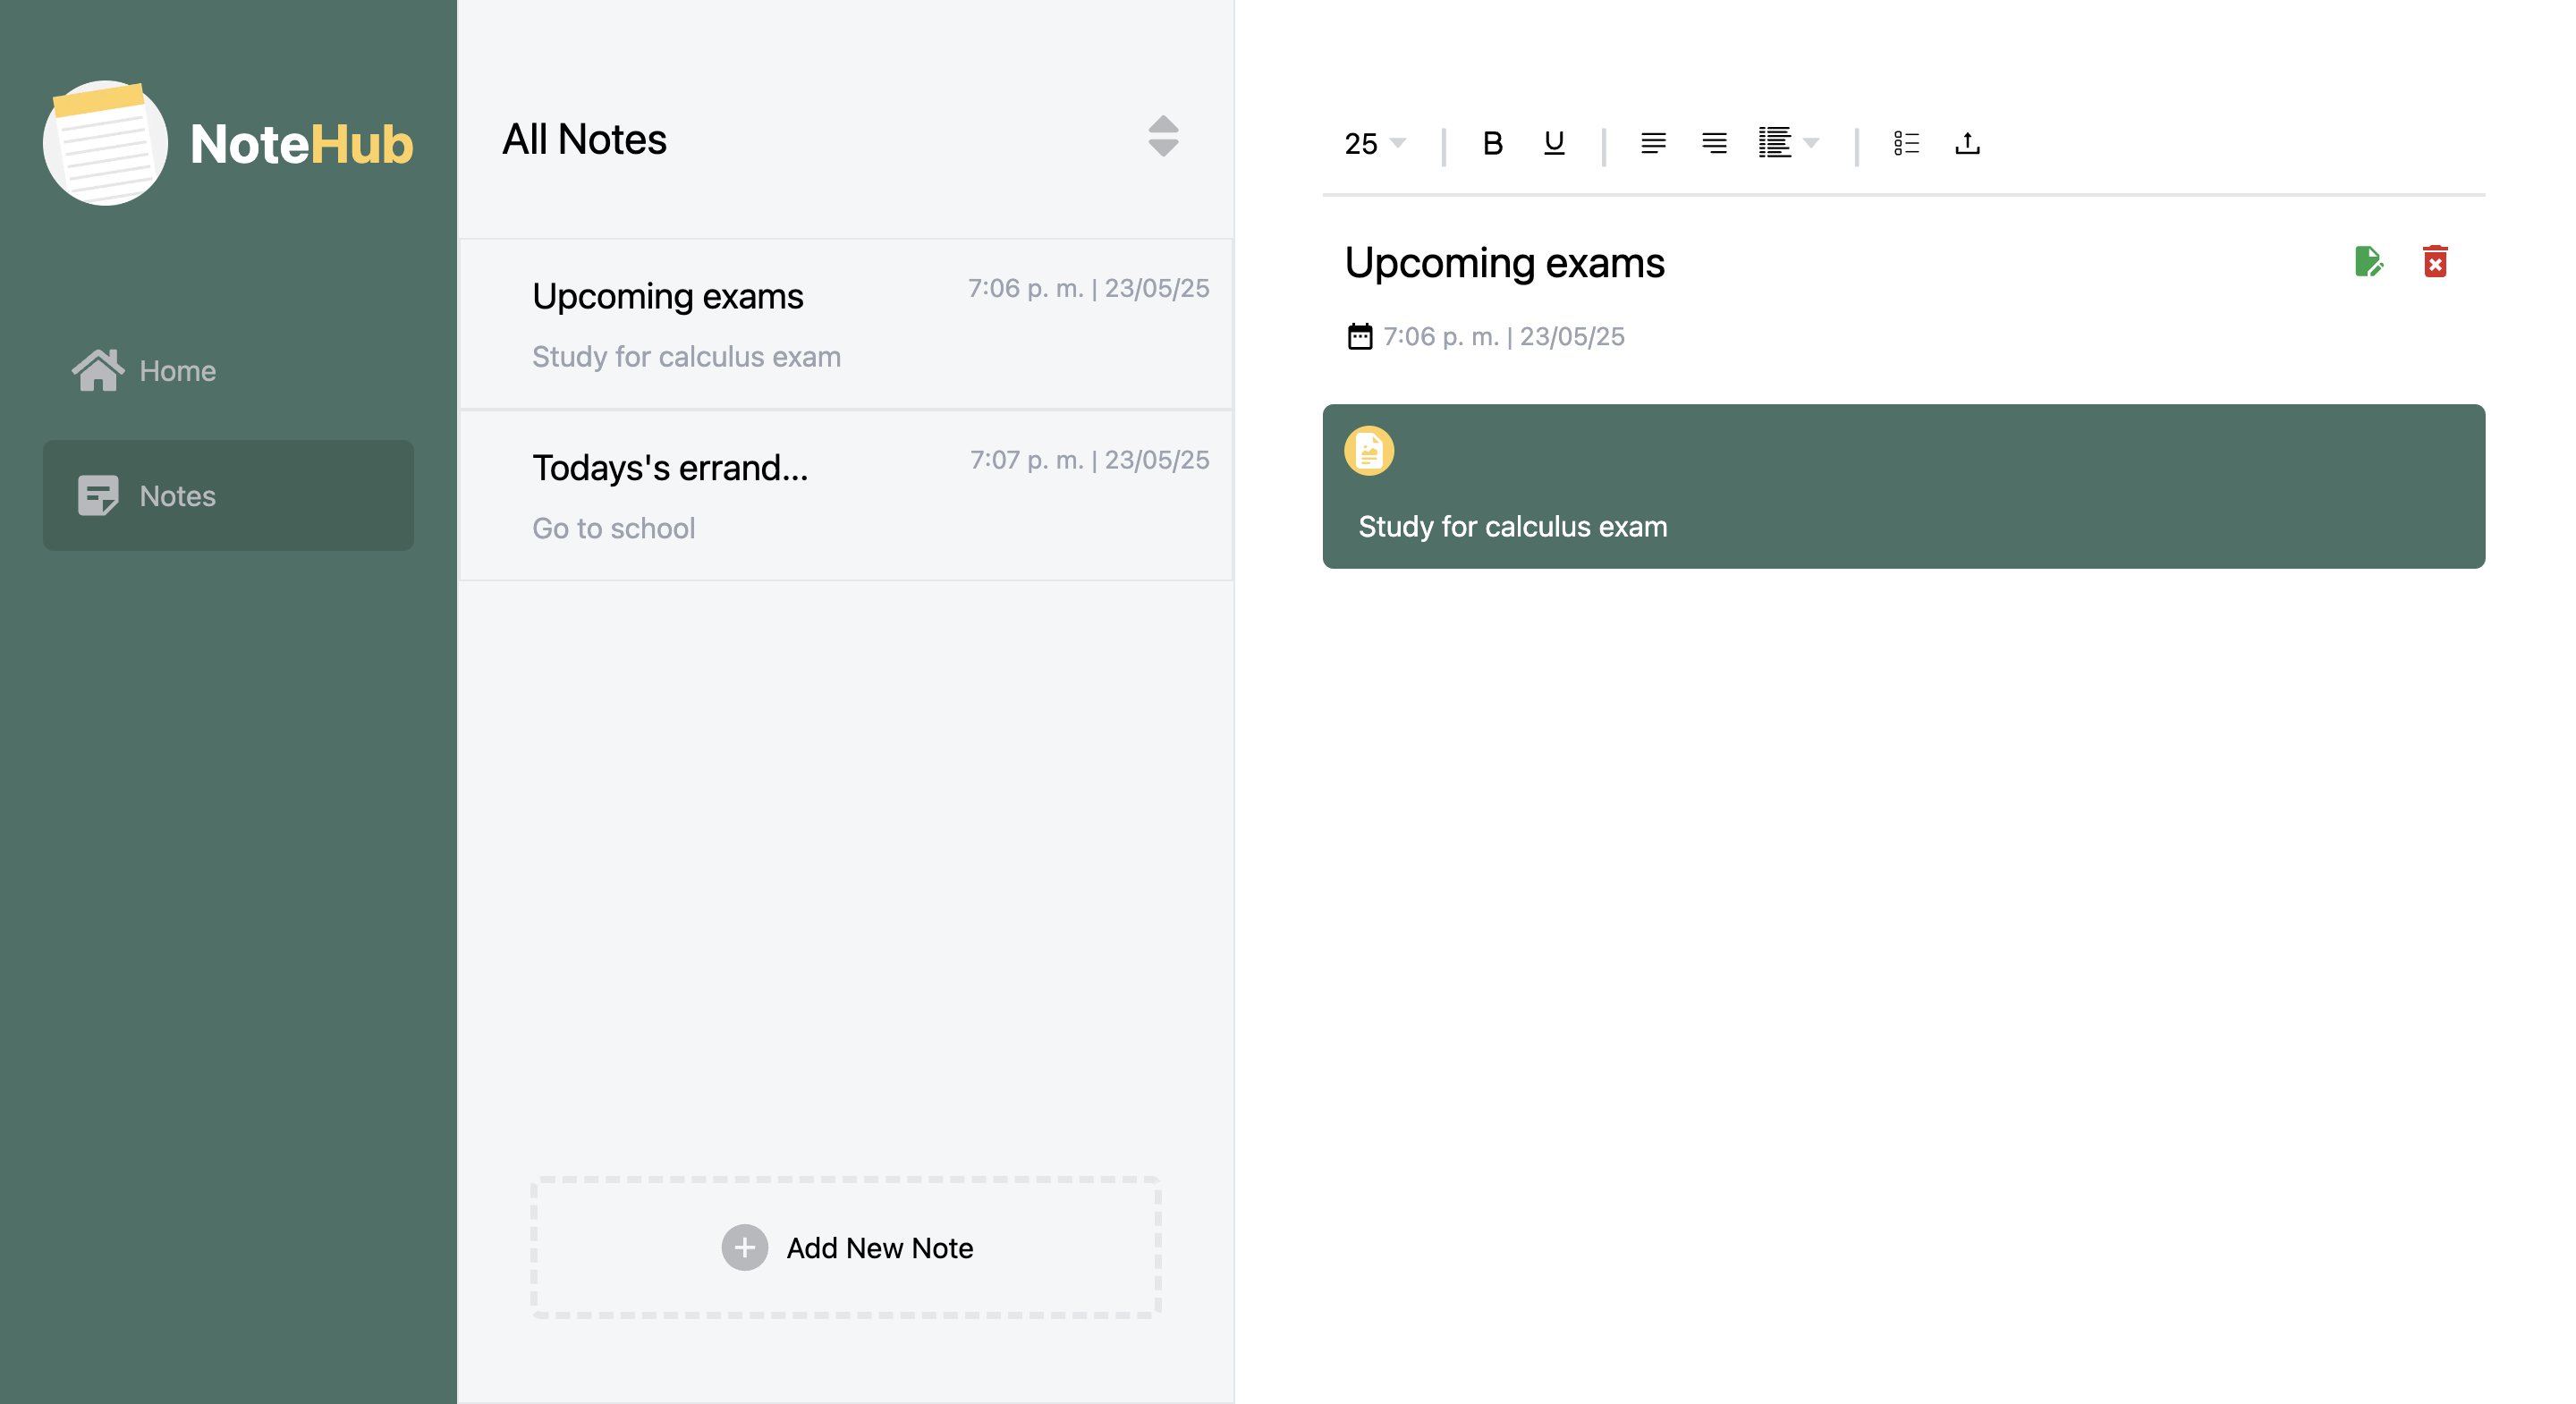 NoteHub
Home
Notes
All Notes
Upcoming exams
7:06 p. m. | 23/05/25
Study for calculus exam
Todays's errand...
7:07 p. m. | 23/05/25
Go to school
Add New Note
25
B
U
Upcoming exams
7:06 p. m. | 23/05/25
Study for calculus exam